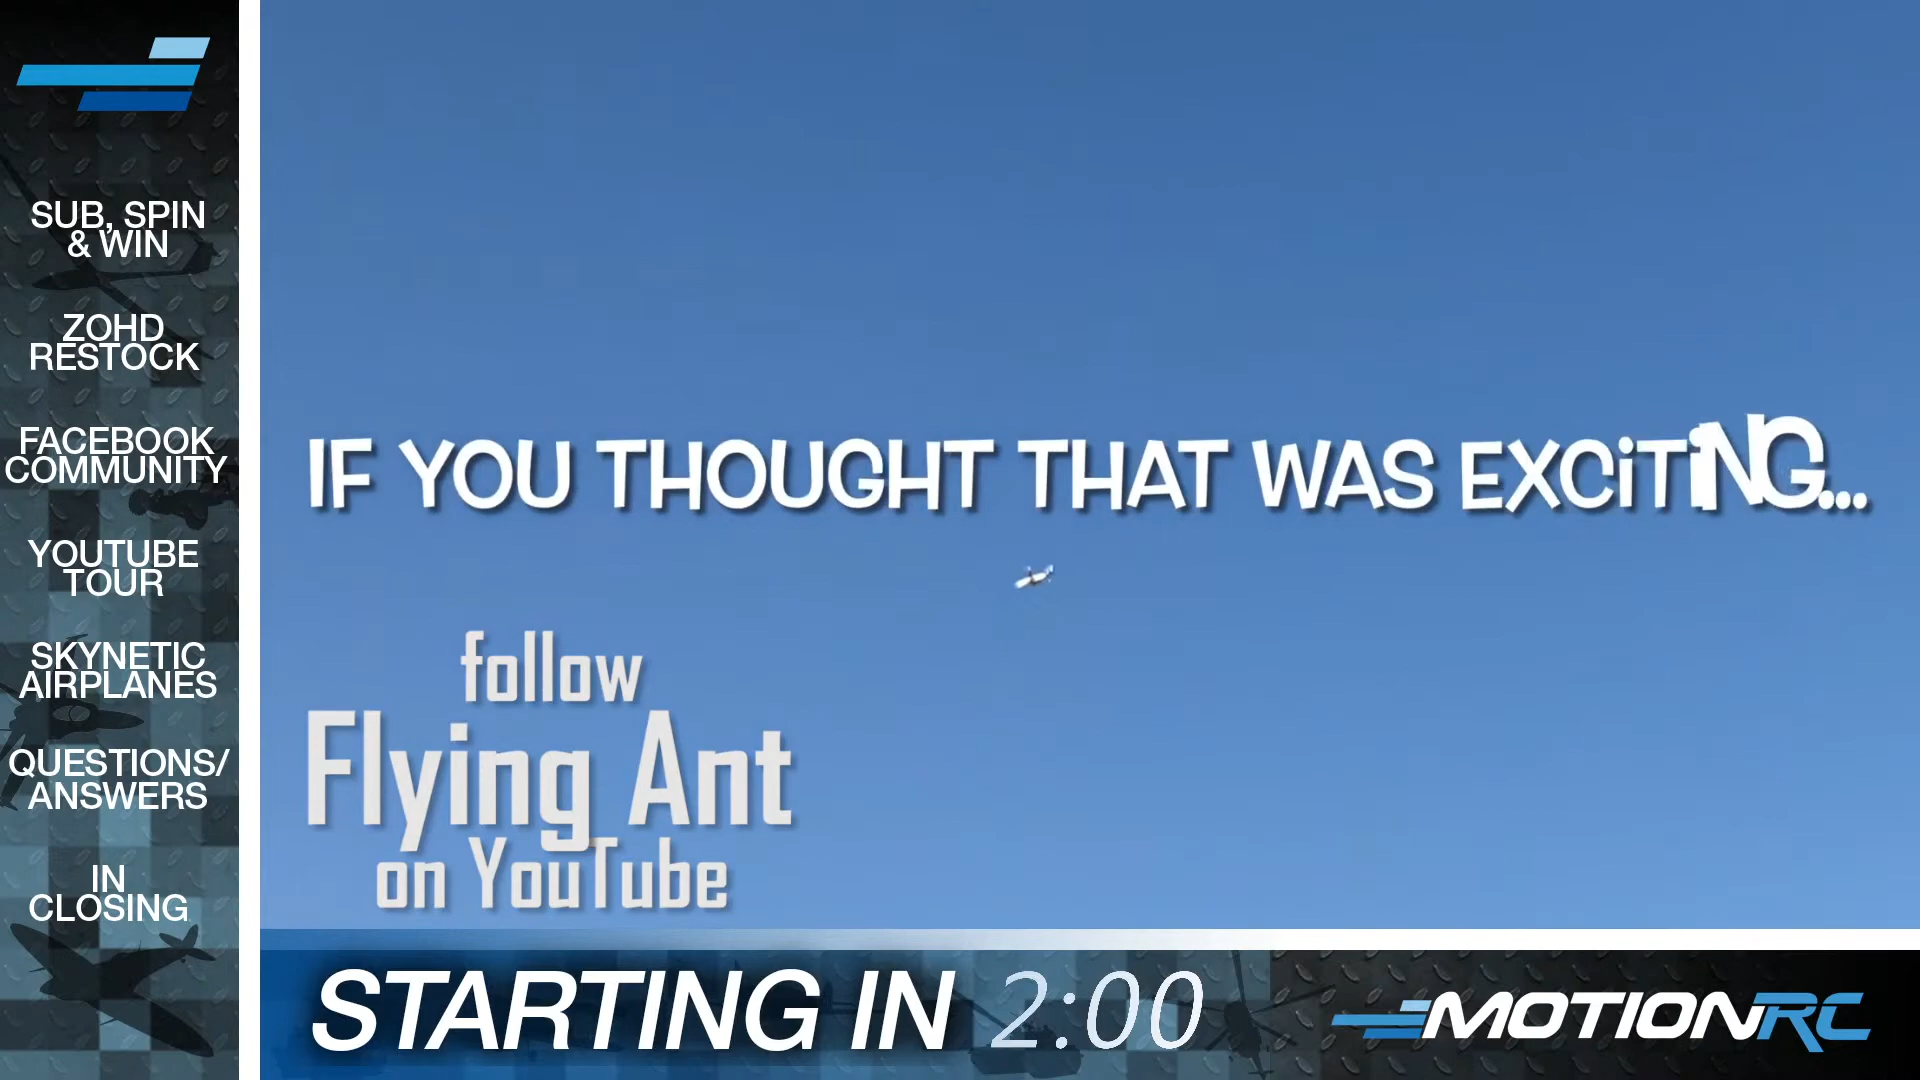 SUB, SPIN
& WIN
ZOHD
RESTOCK
FACEBOOK
COMMUNITY
YOUTUBE
TOUR
SKYNETIC
AIRPLANES
QUESTIONS/
ANSWERS
IN
CLOSING
IF YOU THOUGHT THAT WAS EXCiTiNG...
follow
Flying Ant
on YouTube
STARTING IN 2:00
MOTIONRC